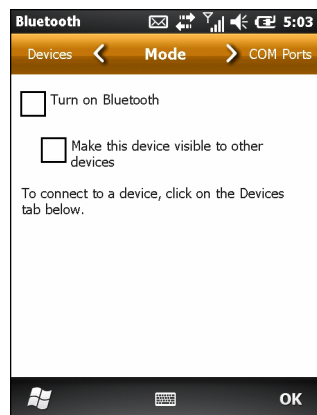 Bluetooth 5:03
Devices Mode COM Ports
Turn on Bluetooth
Make this device visible to other
devices
To connect to a device, click on the Devices
tab below.
OK